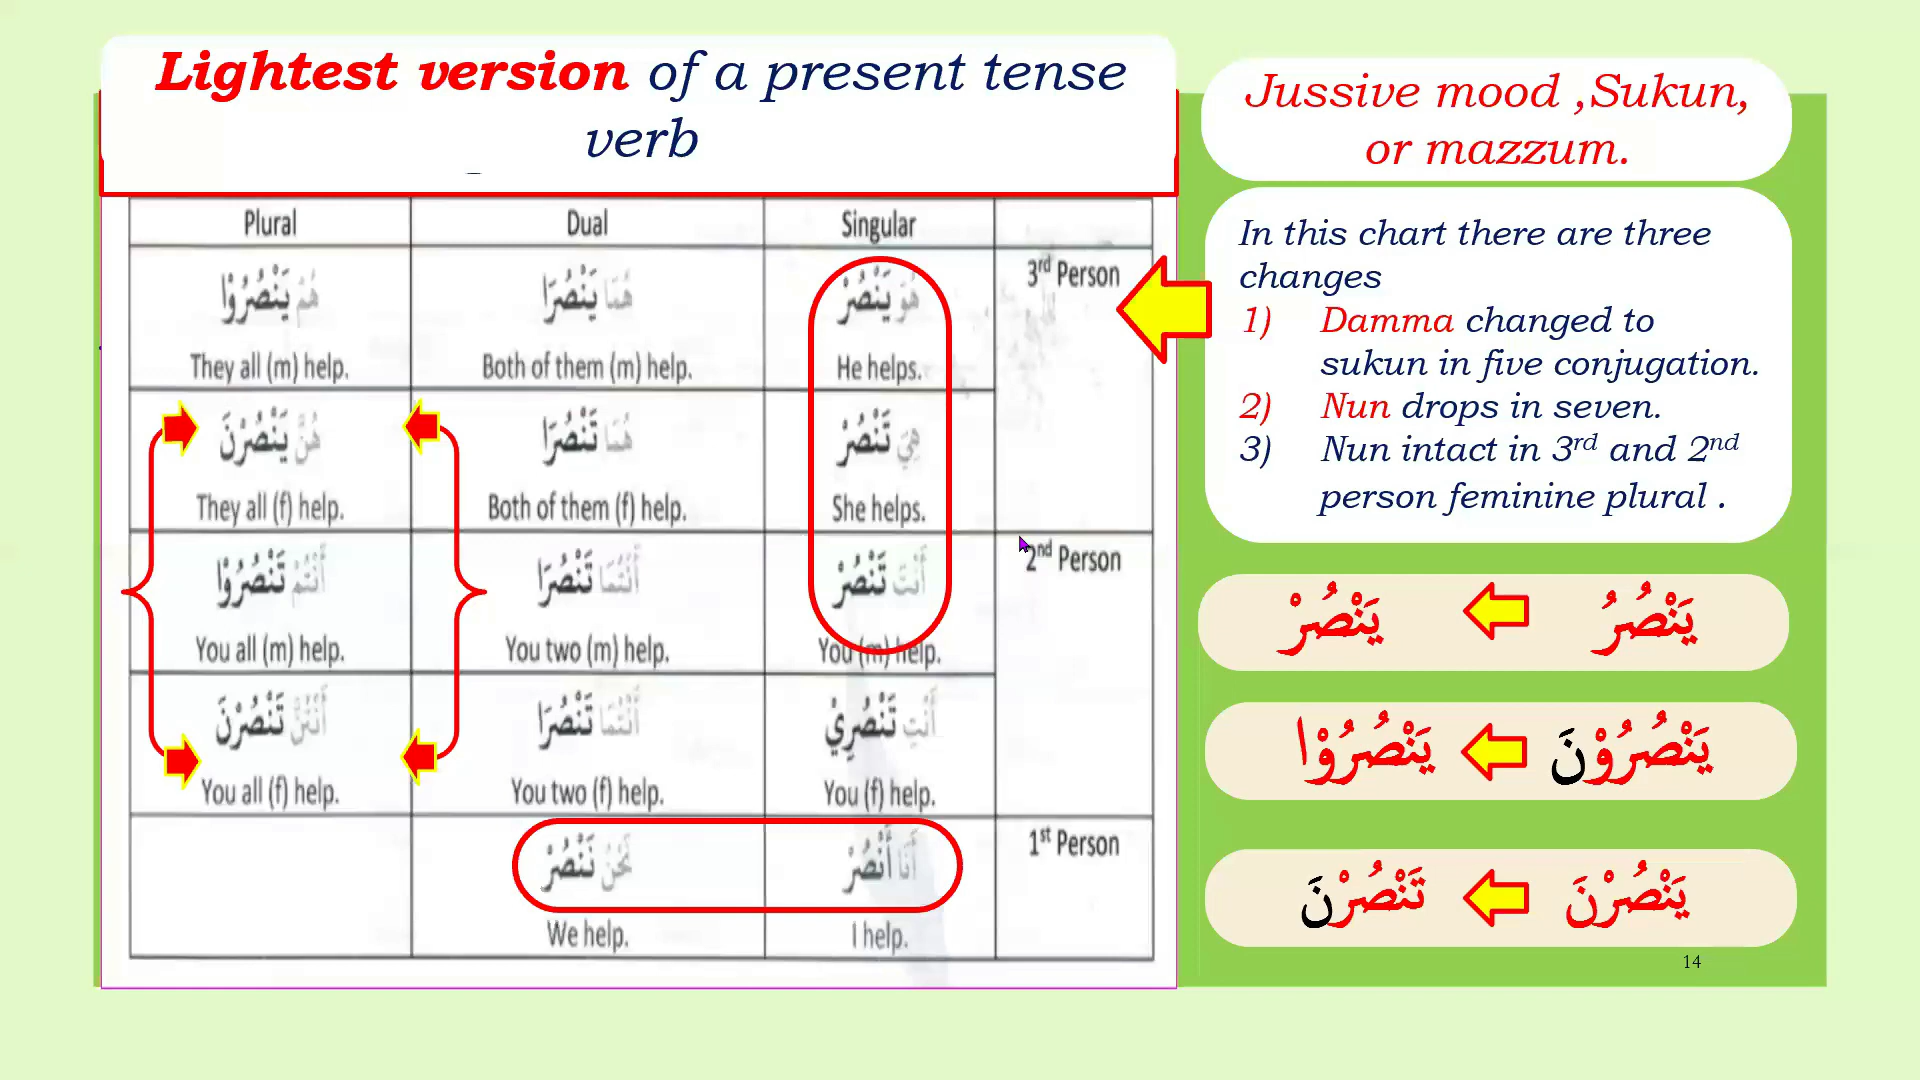 Lightest version of a present tense
verb
Plural Dual Singular
هُمْ يَنْصُرُوْا هُمَا يَنْصُرَا هُوَ يَنْصُرْ 3rd Person
They all (m) help. Both of them (m) help. He helps.
هُنَّ يَنْصُرْنَ هُمَا تَنْصُرَا هِيَ تَنْصُرْ
They all (f) help. Both of them (f) help. She helps.
أَنْتُمْ تَنْصُرُوْا أَنْتُمَا تَنْصُرَا أَنْتَ تَنْصُرْ 2nd Person
You all (m) help. You two (m) help. You (m) help.
أَنْتُنَّ تَنْصُرْنَ أَنْتُمَا تَنْصُرَا أَنْتِ تَنْصُرِيْ
You all (f) help. You two (f) help. You (f) help.
نَحْنُ نَنْصُرْ أَنَا أَنْصُرْ 1st Person
We help. I help.
Jussive mood ,Sukun,
or mazzum.
In this chart there are three
changes
1) Damma changed to
sukun in five conjugation.
2) Nun drops in seven.
3) Nun intact in 3rd and 2nd
person feminine plural .
يَنْصُرُ يَنْصُرْ
يَنْصُرُوْنَ يَنْصُرُوْا
يَنْصُرْنَ تَنْصُرْنَ
14